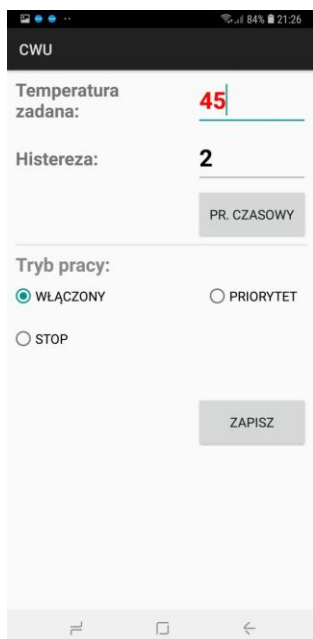 84% 21:26
CWU
Temperatura
zadana:
45
Histereza:
2
PR. CZASOWY
Tryb pracy:
WŁĄCZONY
PRIORYTET
STOP
ZAPISZ